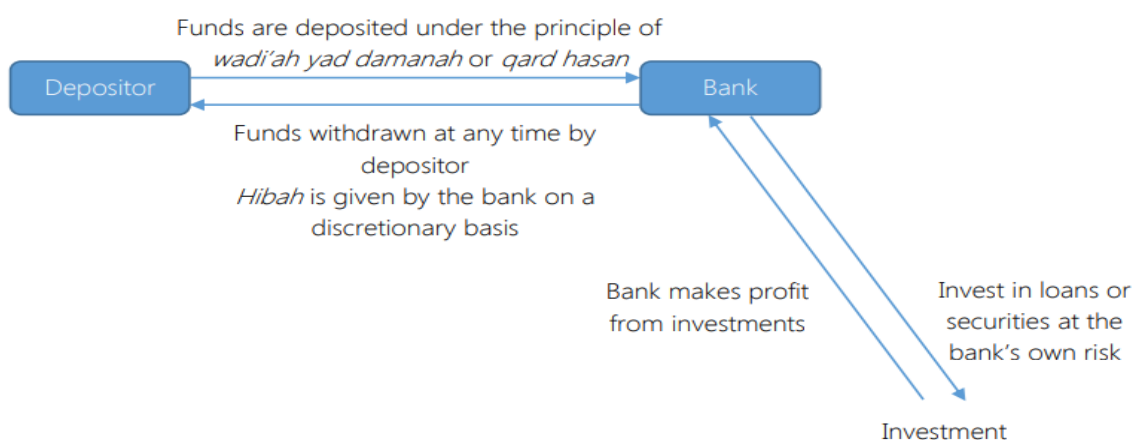 Funds are deposited under the principle of
wadi’ah yad damanah or qard hasan
Depositor
Bank
Funds withdrawn at any time by
depositor
Hibah is given by the bank on a
discretionary basis
Bank makes profit
from investments
Invest in loans or
securities at the
bank’s own risk
Investment